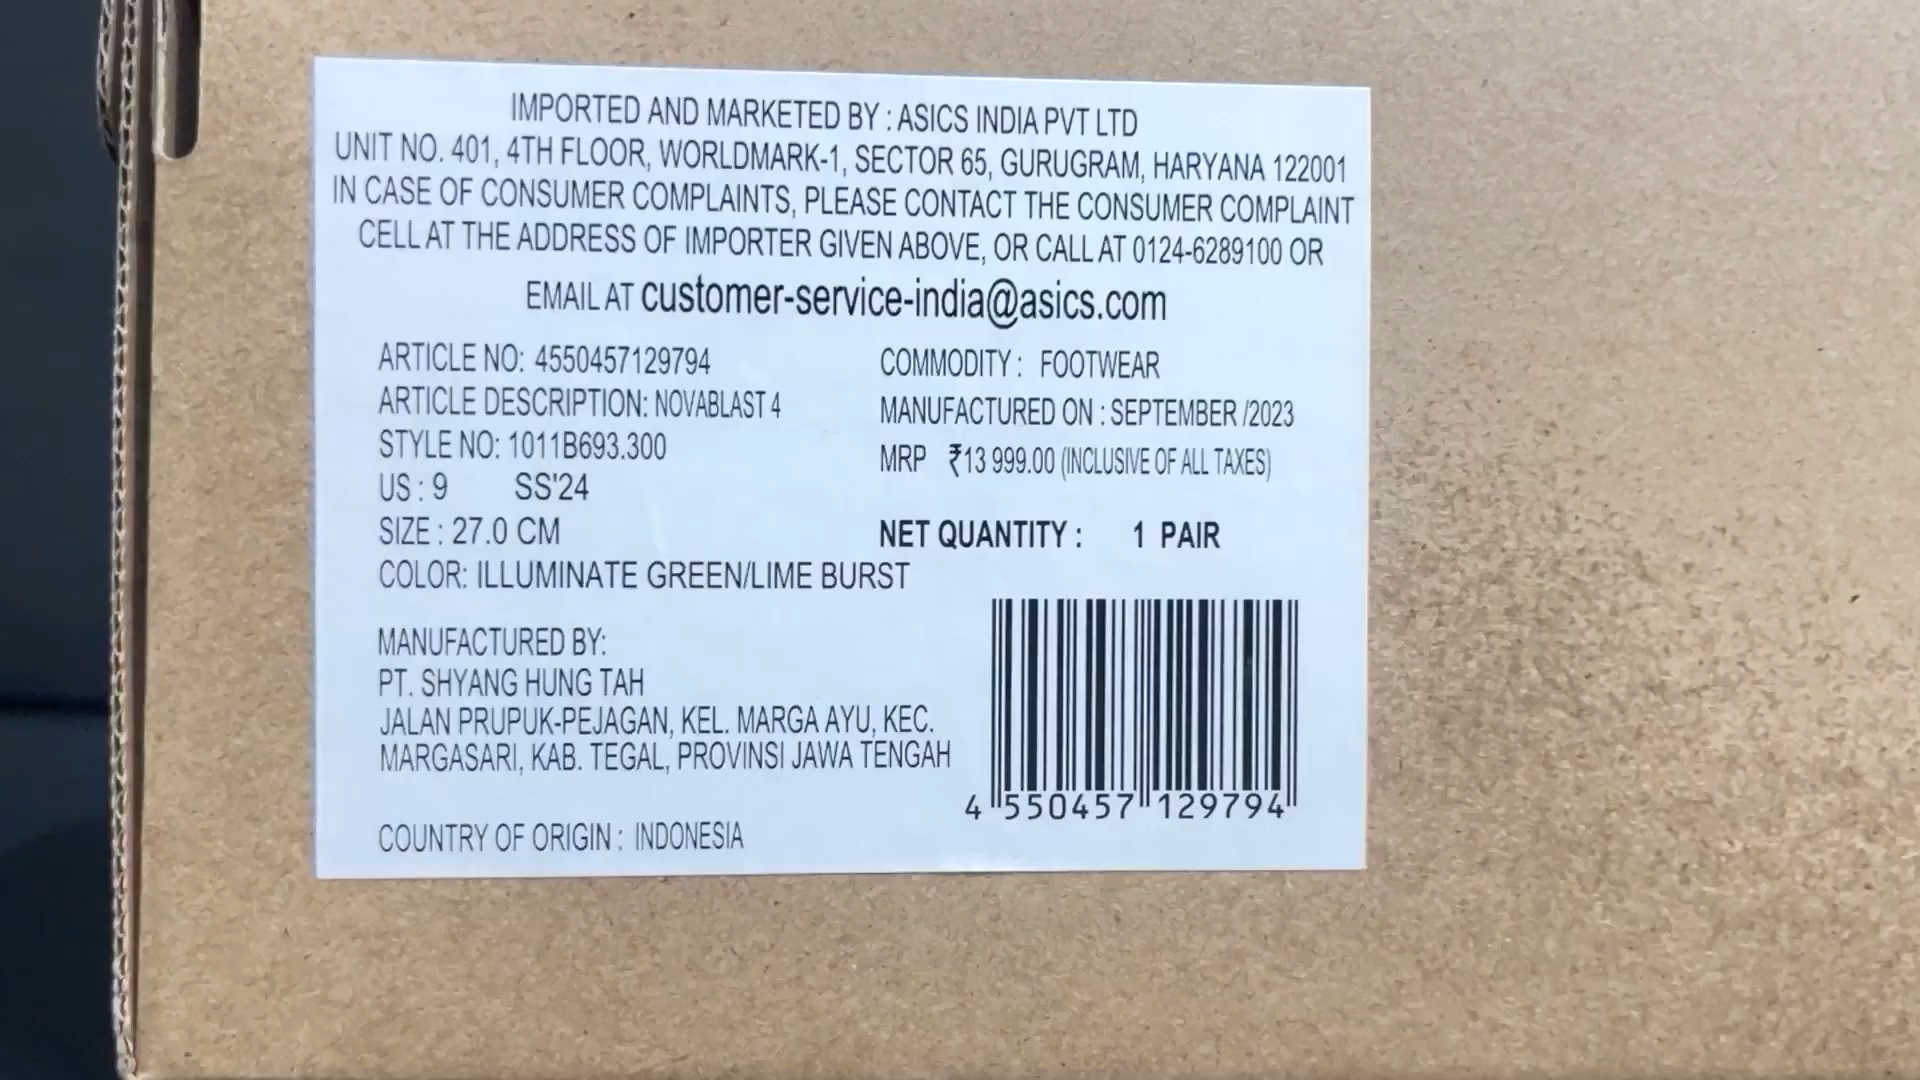 IMPORTED AND MARKETED BY : ASICS INDIA PVT LTD
UNIT NO. 401, 4TH FLOOR, WORLDMARK-1, SECTOR 65, GURUGRAM, HARYANA 122001
IN CASE OF CONSUMER COMPLAINTS, PLEASE CONTACT THE CONSUMER COMPLAINT
CELL AT THE ADDRESS OF IMPORTER GIVEN ABOVE, OR CALL AT 0124-6289100 OR
EMAIL AT customer-service-india@asics.com
ARTICLE NO: 4550457129794
ARTICLE DESCRIPTION: NOVABLAST 4
STYLE NO: 1011B693.300
US : 9 SS'24
SIZE : 27.0 CM
COLOR: ILLUMINATE GREEN/LIME BURST
COMMODITY : FOOTWEAR
MANUFACTURED ON : SEPTEMBER /2023
MRP ₹13 999.00 (INCLUSIVE OF ALL TAXES)
NET QUANTITY : 1 PAIR
MANUFACTURED BY:
PT. SHYANG HUNG TAH
JALAN PRUPUK-PEJAGAN, KEL. MARGA AYU, KEC.
MARGASARI, KAB. TEGAL, PROVINSI JAWA TENGAH
COUNTRY OF ORIGIN : INDONESIA
4 550457 129794